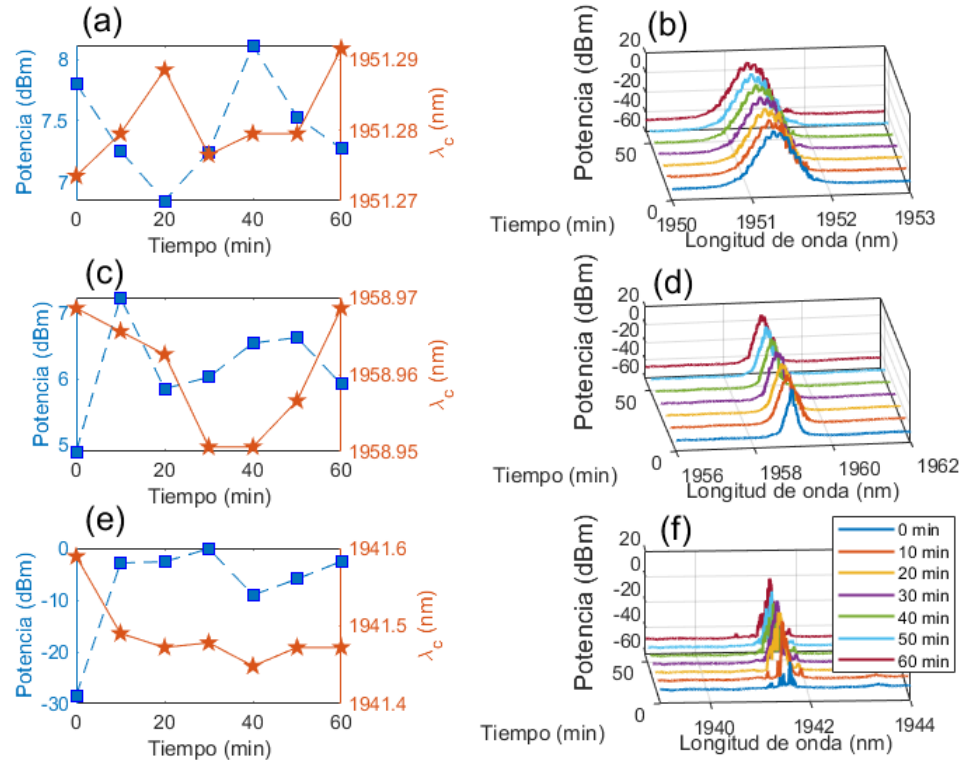 (a)
Potencia (dBm)
8
7.5
7
1951.29
1951.28
1951.27
λc (nm)
0 20 40 60
Tiempo (min)
(b)
Potencia (dBm)
20
0
-20
-40
-60
50
0
Tiempo (min)
1950 1951 1952 1953
Longitud de onda (nm)
(c)
Potencia (dBm)
7
6
5
1958.97
1958.96
1958.95
λc (nm)
0 20 40 60
Tiempo (min)
(d)
Potencia (dBm)
20
0
-20
-40
-60
50
0
Tiempo (min)
1956 1958 1960 1962
Longitud de onda (nm)
(e)
Potencia (dBm)
0
-10
-20
-30
1941.6
1941.5
1941.4
λc (nm)
0 20 40 60
Tiempo (min)
(f)
Potencia (dBm)
20
0
-20
-40
-60
50
0
Tiempo (min)
1940 1942 1944
Longitud de onda (nm)
0 min
10 min
20 min
30 min
40 min
50 min
60 min